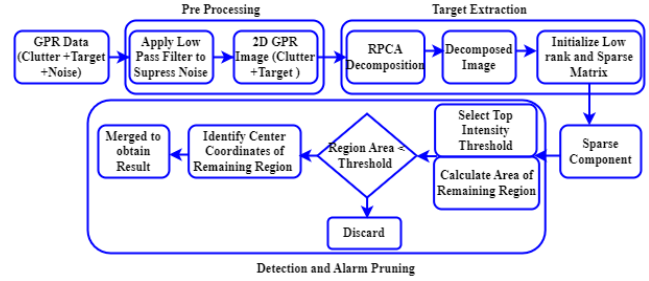 Pre Processing
Target Extraction
GPR Data
(Clutter +Target
+Noise)
Apply Low
Pass Filter to
Supress Noise
2D GPR
Image (Clutter
+Target )
RPCA
Decomposition
Decomposed
Image
Initialize Low
rank and Sparse
Matrix
Merged to
obtain
Result
Identify Center
Coordinates of
Remaining Region
Region Area <
Threshold
Select Top
Intensity
Threshold
Calculate Area of
Remaining Region
Sparse
Component
Discard
Detection and Alarm Pruning